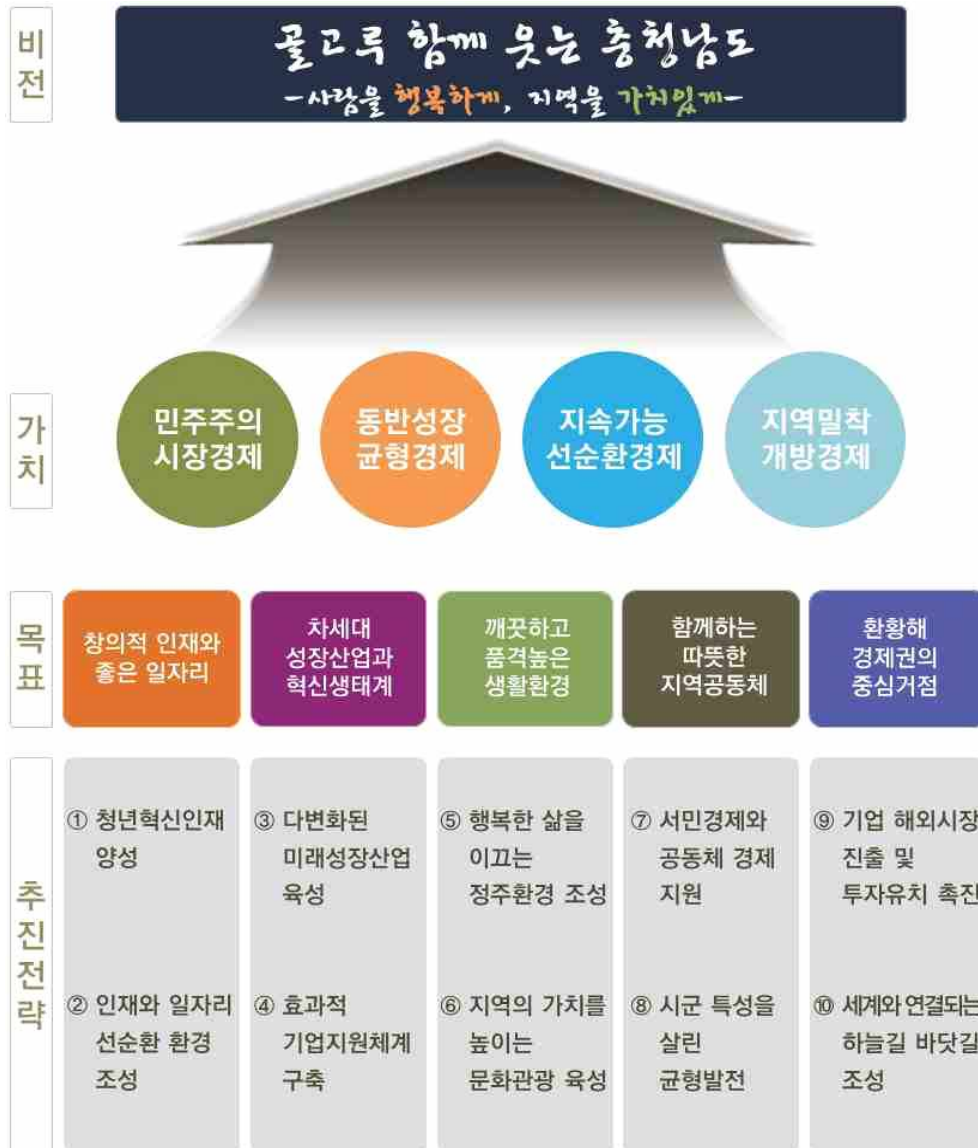 비전
골고루 함께 웃는 충청남도
-사람을 행복하게, 지역을 가치있게-
가치
민주주의
시장경제
동반성장
균형경제
지속가능
선순환경제
지역밀착
개방경제
목표
창의적 인재와
좋은 일자리
차세대
성장산업과
혁신생태계
깨끗하고
품격높은
생활환경
함께하는
따뜻한
지역공동체
환황해
경제권의
중심거점
추진전략
① 청년혁신인재
양성
② 인재와 일자리
선순환 환경
조성
③ 다변화된
미래성장산업
육성
④ 효과적
기업지원체계
구축
⑤ 행복한 삶을
이끄는
정주환경 조성
⑥ 지역의 가치를
높이는
문화관광 육성
⑦ 서민경제와
공동체 경제
지원
⑧ 시군 특성을
살린
균형발전
⑨ 기업 해외시장
진출 및
투자유치 촉진
⑩ 세계와 연결되는
하늘길 바닷길
조성